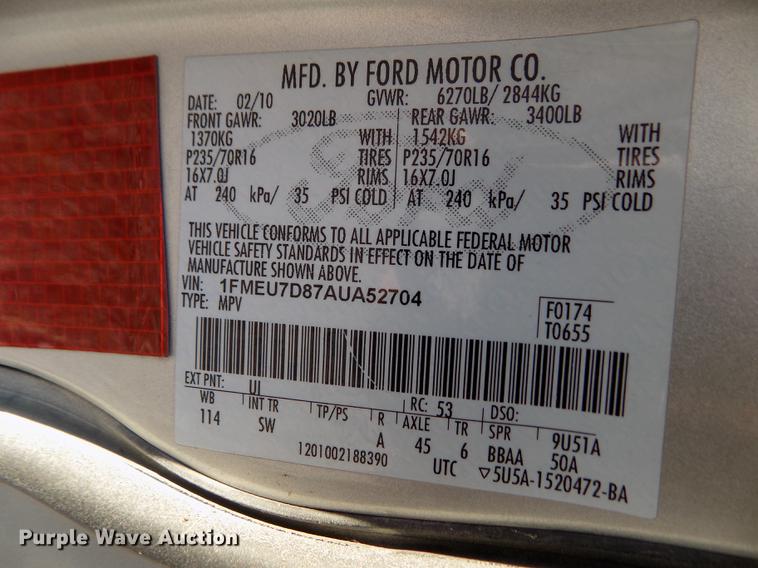 MFD. BY FORD MOTOR CO.
DATE: 02/10 GVWR: 6270LB/ 2844KG
FRONT GAWR: 3020LB REAR GAWR: 3400LB
1370KG WITH 1542KG WITH
P235/70R16 TIRES P235/70R16 TIRES
16X7.0J RIMS 16X7.0J RIMS
AT 240 kPa/ 35 PSI COLD AT 240 kPa/ 35 PSI COLD
Ford
THIS VEHICLE CONFORMS TO ALL APPLICABLE FEDERAL MOTOR
VEHICLE SAFETY STANDARDS IN EFFECT ON THE DATE OF
MANUFACTURE SHOWN ABOVE.
VIN: 1FMEU7D87AUA52704
TYPE: MPV
F0174
T0655
EXT PNT: UI RC: 53 DSO:
WB INT TR TP/PS R AXLE TR SPR 9U51A
114 SW A 45 6 BBAA 50A
1201002188390 UTC ▽5U5A-1520472-BA
Purple Wave Auction